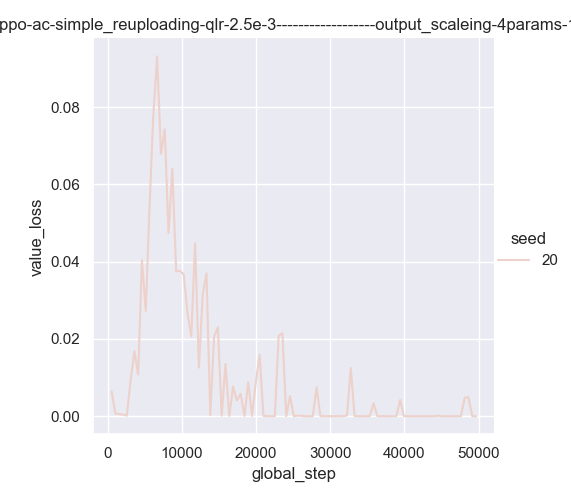 ppo-ac-simple_reuploading-qlr-2.5e-3-------------------output_scaleing-4params-1
0.08
0.06
0.04
0.02
0.00
value_loss
0 10000 20000 30000 40000 50000
global_step
seed
20